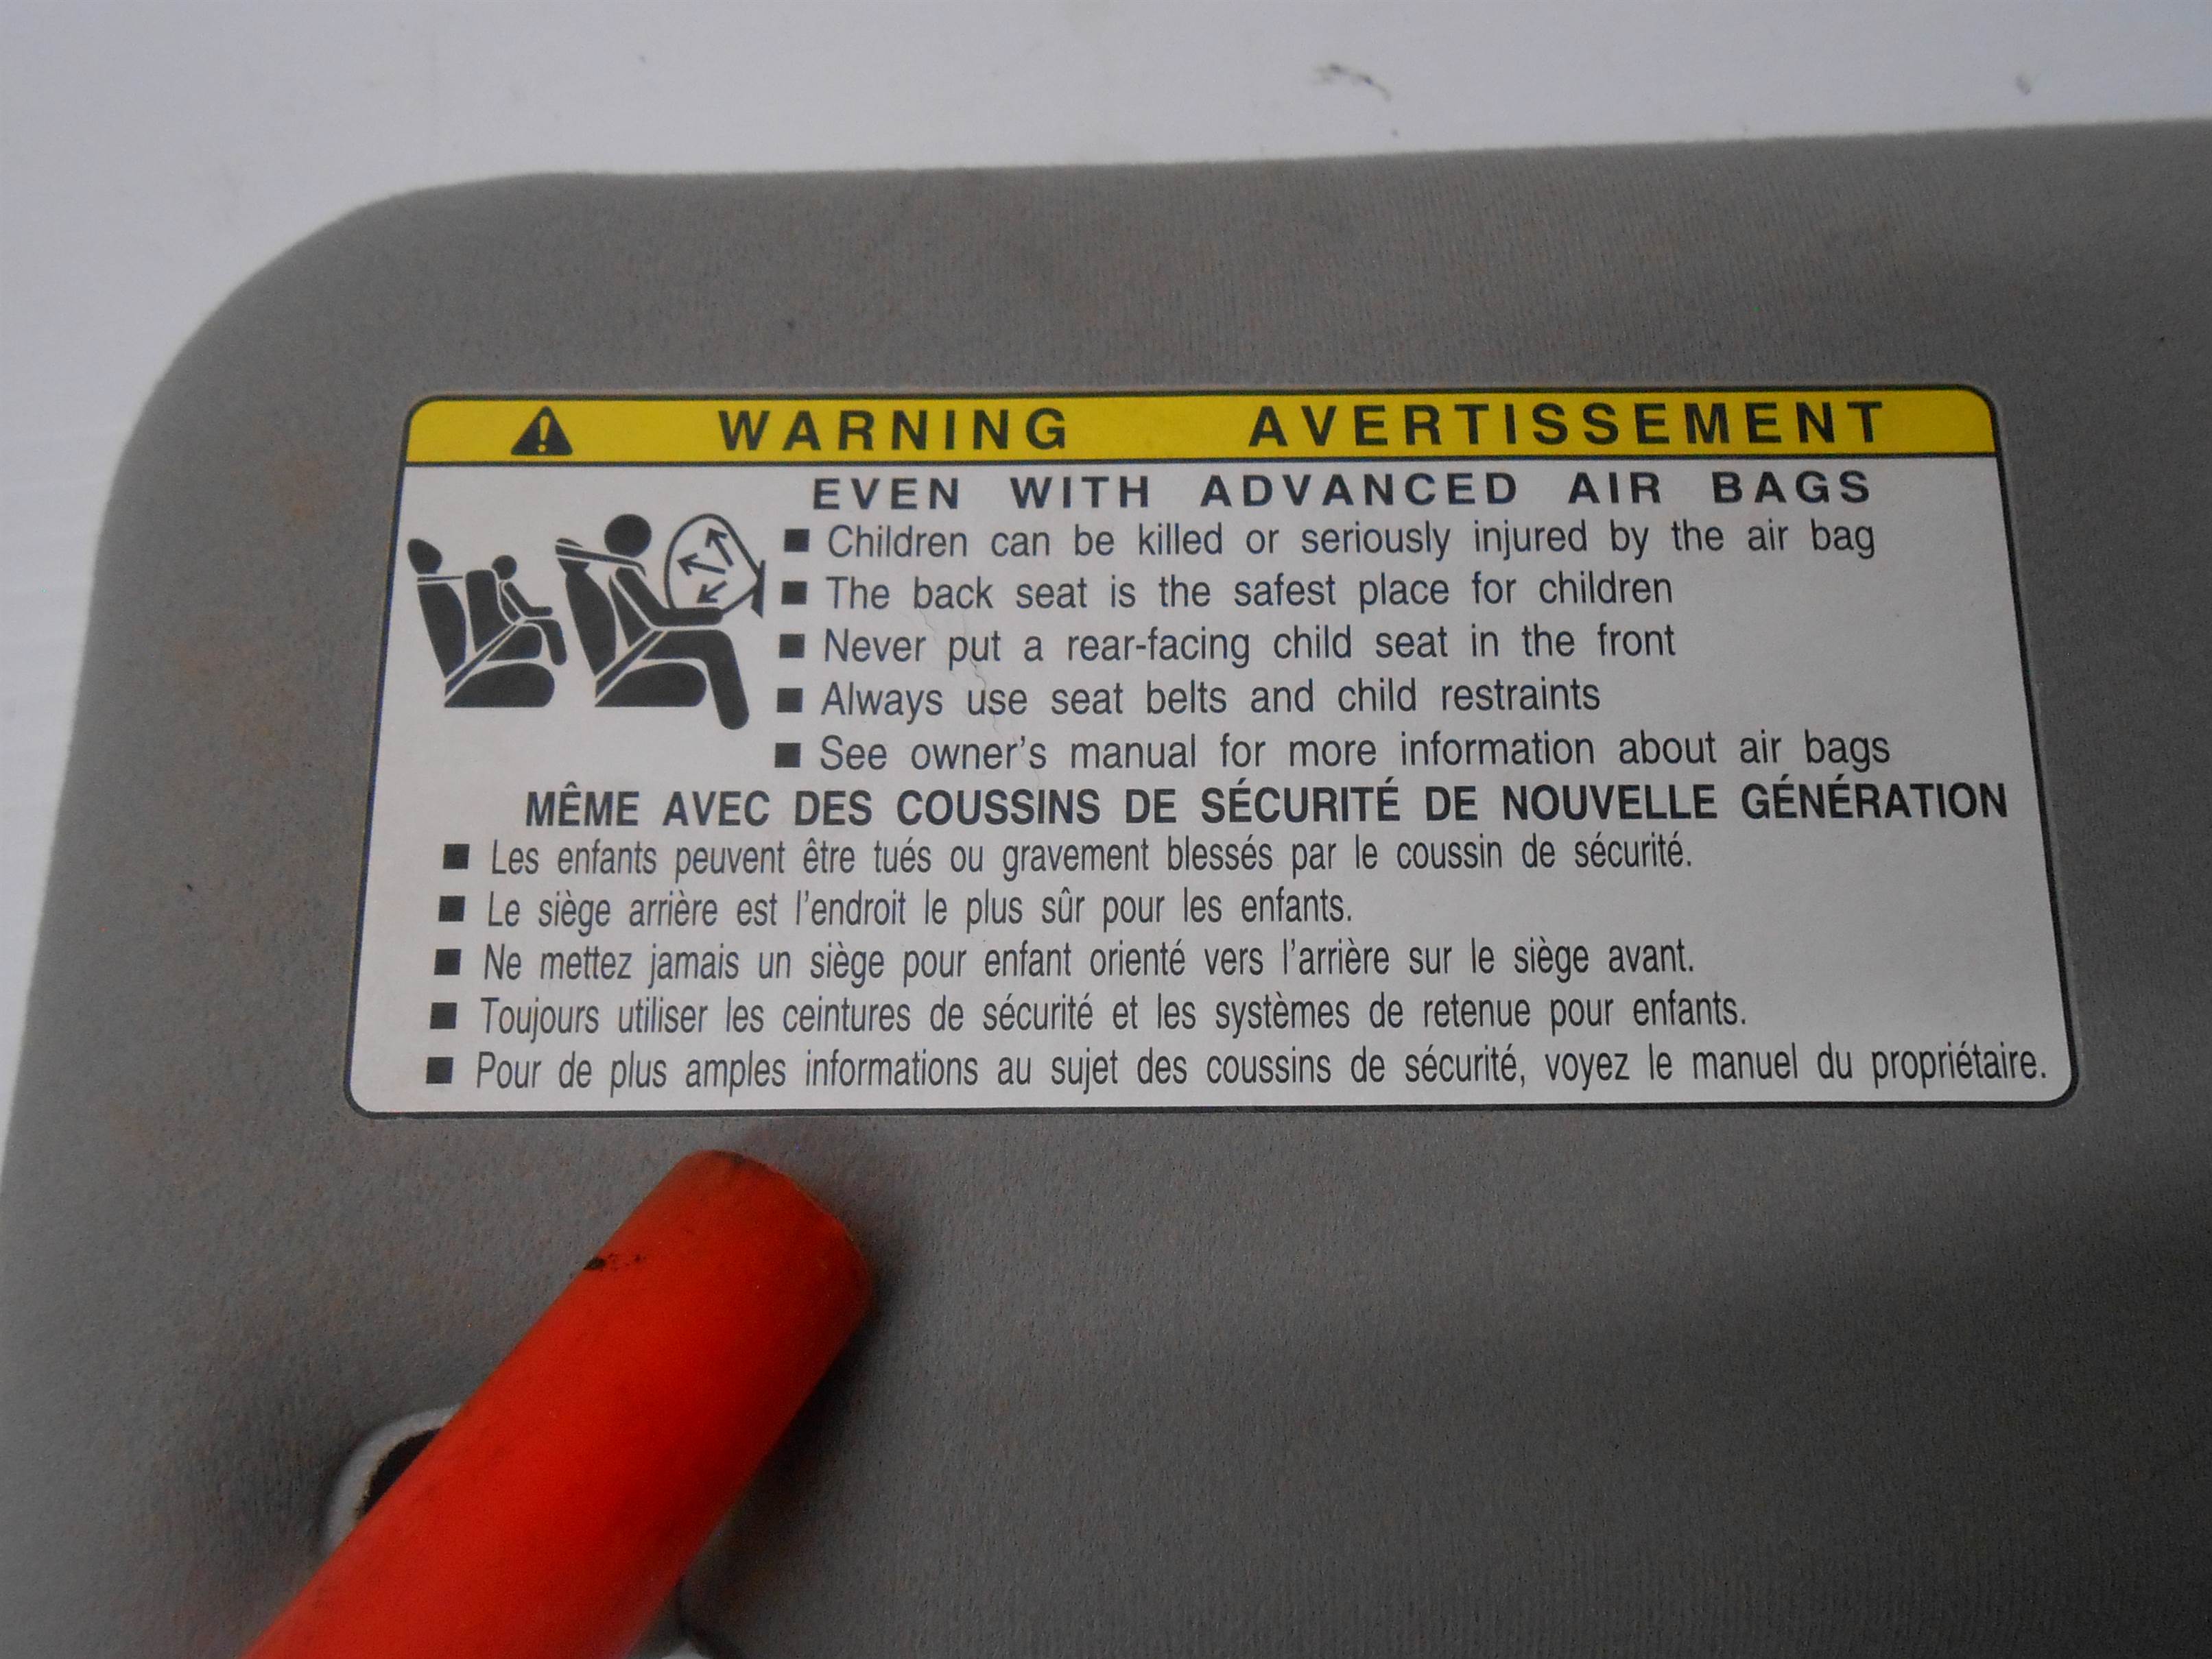 WARNING AVERTISSEMENT
EVEN WITH ADVANCED AIR BAGS
■ Children can be killed or seriously injured by the air bag
■ The back seat is the safest place for children
■ Never put a rear-facing child seat in the front
■ Always use seat belts and child restraints
■ See owner's manual for more information about air bags
MÊME AVEC DES COUSSINS DE SÉCURITÉ DE NOUVELLE GÉNÉRATION
■ Les enfants peuvent être tués ou gravement blessés par le coussin de sécurité.
■ Le siège arrière est l'endroit le plus sûr pour les enfants.
■ Ne mettez jamais un siège pour enfant orienté vers l'arrière sur le siège avant.
■ Toujours utiliser les ceintures de sécurité et les systèmes de retenue pour enfants.
■ Pour de plus amples informations au sujet des coussins de sécurité, voyez le manuel du propriétaire.